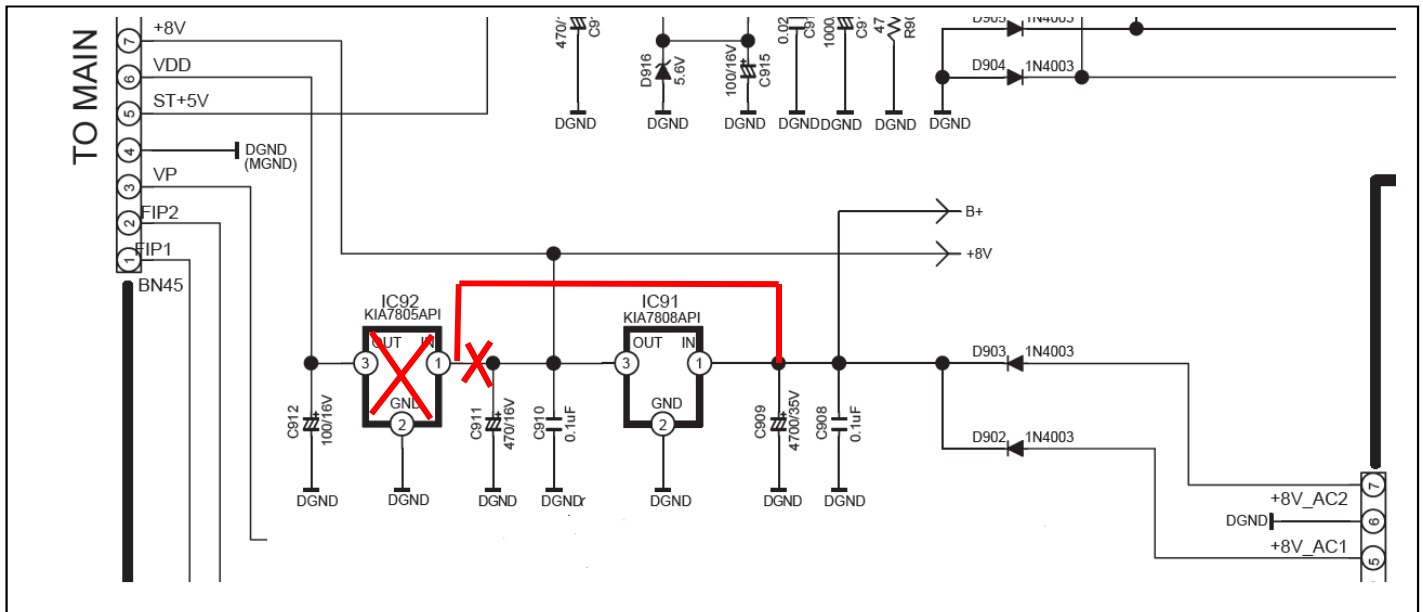 TO MAIN
7
+8V
6
VDD
5
ST+5V
4
DGND
(MGND)
3
VP
2
FIP2
1
FIP1
BN45
470/
D916
5.6V
100/16V
C915
0.02
100/
47
D905
1N4003
D904
1N4003
DGND
DGND
DGND
DGND
DGND
DGND
DGND
B+
+8V
IC92
KIA7805API
OUT
IN
3
1
GND
2
IC91
KIA7808API
OUT
IN
3
1
GND
2
C912
100/16V
C911
470/16V
C910
0.1uF
C909
4700/35V
C908
0.1uF
DGND
DGND
DGND
DGND
DGND
DGND
DGND
D903
1N4003
D902
1N4003
+8V_AC2
7
DGND
6
+8V_AC1
5